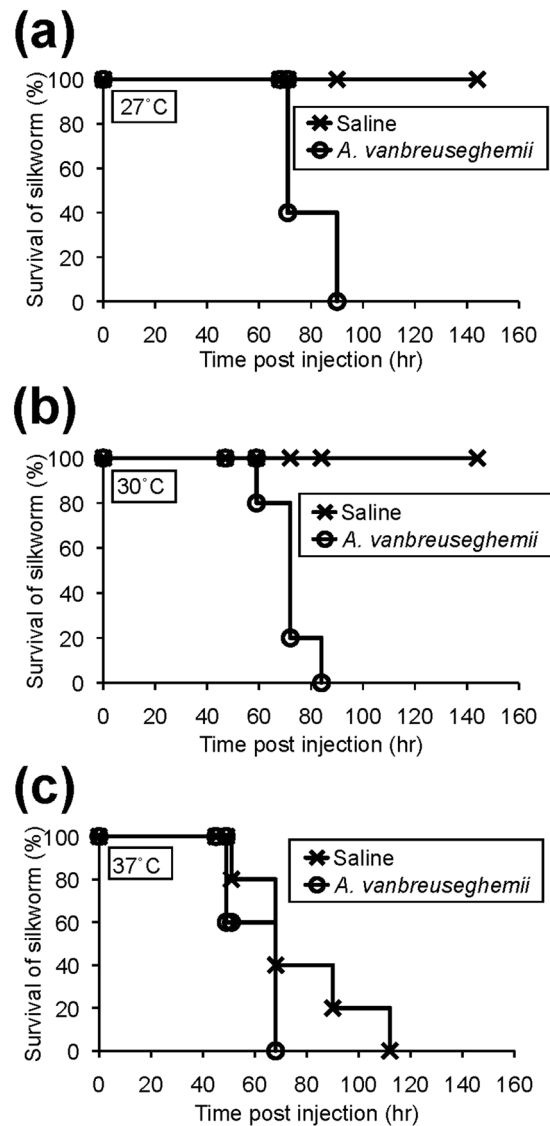 (a)
Survival of silkworm (%)
100
80
60
40
20
0
27˚C
Saline
A. vanbreuseghemii
0 20 40 60 80 100 120 140 160
Time post injection (hr)
(b)
Survival of silkworm (%)
100
80
60
40
20
0
30˚C
Saline
A. vanbreuseghemii
0 20 40 60 80 100 120 140 160
Time post injection (hr)
(c)
Survival of silkworm (%)
100
80
60
40
20
0
37˚C
Saline
A. vanbreuseghemii
0 20 40 60 80 100 120 140 160
Time post injection (hr)